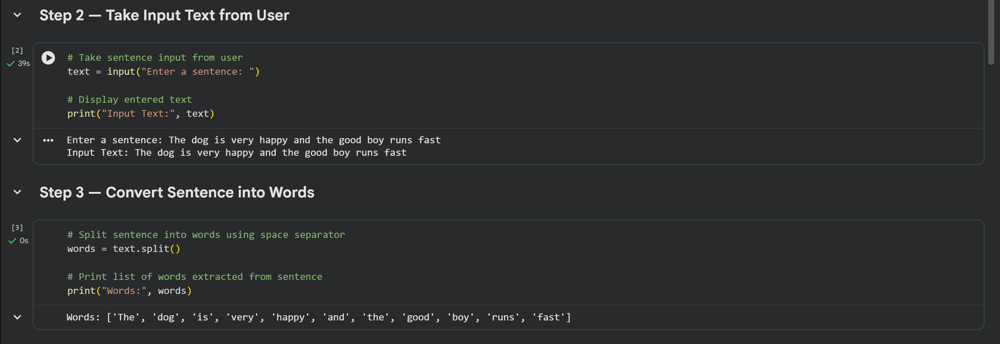 Step 2 — Take Input Text from User
[2]
39s
# Take sentence input from user
text = input("Enter a sentence: ")
# Display entered text
print("Input Text:", text)
Enter a sentence: The dog is very happy and the good boy runs fast
Input Text: The dog is very happy and the good boy runs fast
Step 3 — Convert Sentence into Words
[3]
0s
# Split sentence into words using space separator
words = text.split()
# Print list of words extracted from sentence
print("Words:", words)
Words: ['The', 'dog', 'is', 'very', 'happy', 'and', 'the', 'good', 'boy', 'runs', 'fast']